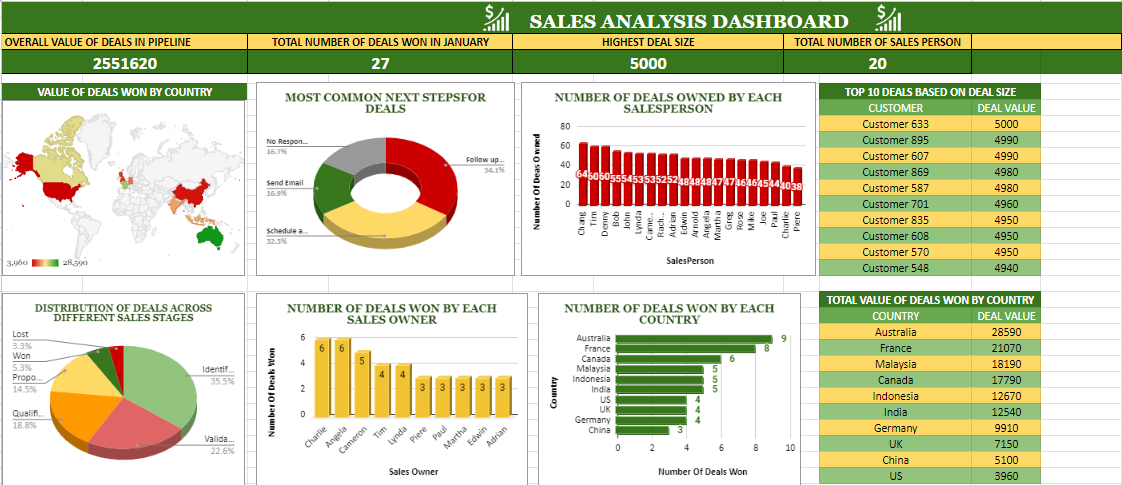 SALES ANALYSIS DASHBOARD
OVERALL VALUE OF DEALS IN PIPELINE
TOTAL NUMBER OF DEALS WON IN JANUARY
HIGHEST DEAL SIZE
TOTAL NUMBER OF SALES PERSON
2551620
27
5000
20
VALUE OF DEALS WON BY COUNTRY
3,960
28,590
MOST COMMON NEXT STEPSFOR
DEALS
No Respon...
16.7%
Send Email
16.9%
Schedule a...
32.3%
Follow up...
34.1%
NUMBER OF DEALS OWNED BY EACH
SALESPERSON
Number Of Deas Owned
80
60
40
20
0
64 60 60 55 54 53 53 52 52 48 48 48 47 47 46 46 45 44 40 38
Chang
Tim
Denny
Bob
John
Lynda
Came...
Rach...
Adrian
Edwin
Arnold
Angela
Martha
Greg
Rose
Mike
Joe
Paul
Charlie
Piere
SalesPerson
TOP 10 DEALS BASED ON DEAL SIZE
CUSTOMER DEAL VALUE
Customer 633 5000
Customer 895 4990
Customer 607 4990
Customer 869 4980
Customer 587 4980
Customer 701 4960
Customer 835 4950
Customer 608 4950
Customer 570 4950
Customer 548 4940
DISTRIBUTION OF DEALS ACROSS
DIFFERENT SALES STAGES
Lost
3.3%
Won
5.3%
Propo...
14.5%
Qualifi...
18.8%
Identif...
35.5%
Valida...
22.6%
NUMBER OF DEALS WON BY EACH
SALES OWNER
Number Of Deals Won
6
4
2
0
6 6 5 4 4 3 3 3 3 3
Charlie
Angela
Cameron
Tim
Lynda
Piere
Paul
Martha
Edwin
Adrian
Sales Owner
NUMBER OF DEALS WON BY EACH
COUNTRY
Country
Australia 9
France 8
Canada 6
Malaysia 5
Indonesia 5
India 5
US 4
UK 4
Germany 4
China 3
0 2 4 6 8 10
Number Of Deals Won
TOTAL VALUE OF DEALS WON BY COUNTRY
COUNTRY DEAL VALUE
Australia 28590
France 21070
Malaysia 18190
Canada 17790
Indonesia 12670
India 12540
Germany 9910
UK 7150
China 5100
US 3960